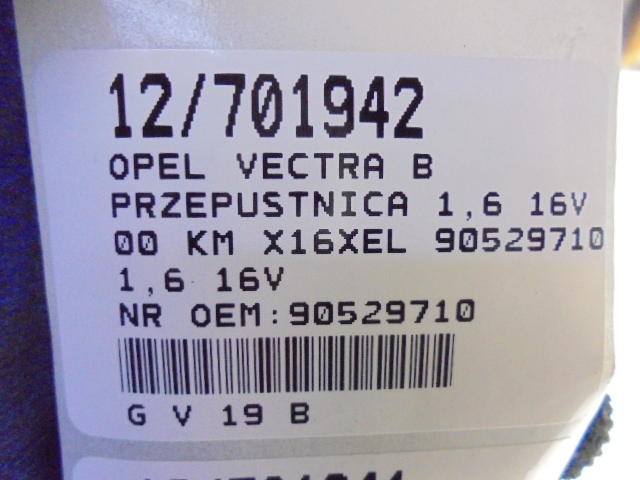 12/701942
OPEL VECTRA B
PRZEPUSTNICA 1,6 16V
00 KM X16XEL 90529710
1,6 16V
NR OEM:90529710
G V 19 B